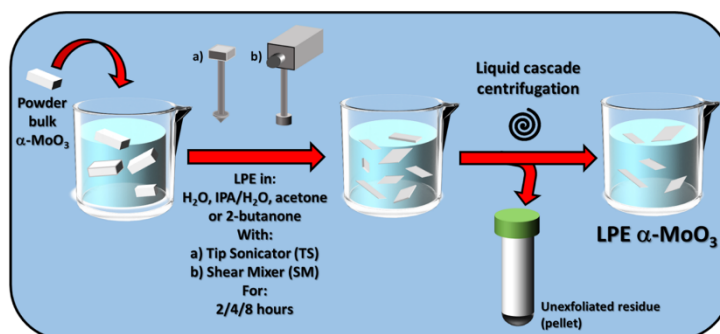 Powder
bulk
α-MoO₃
a)
b)
LPE in:
H₂O, IPA/H₂O, acetone
or 2-butanone
With:
a) Tip Sonicator (TS)
b) Shear Mixer (SM)
For:
2/4/8 hours
Liquid cascade
centrifugation
Unexfoliated residue
(pellet)
LPE α-MoO₃